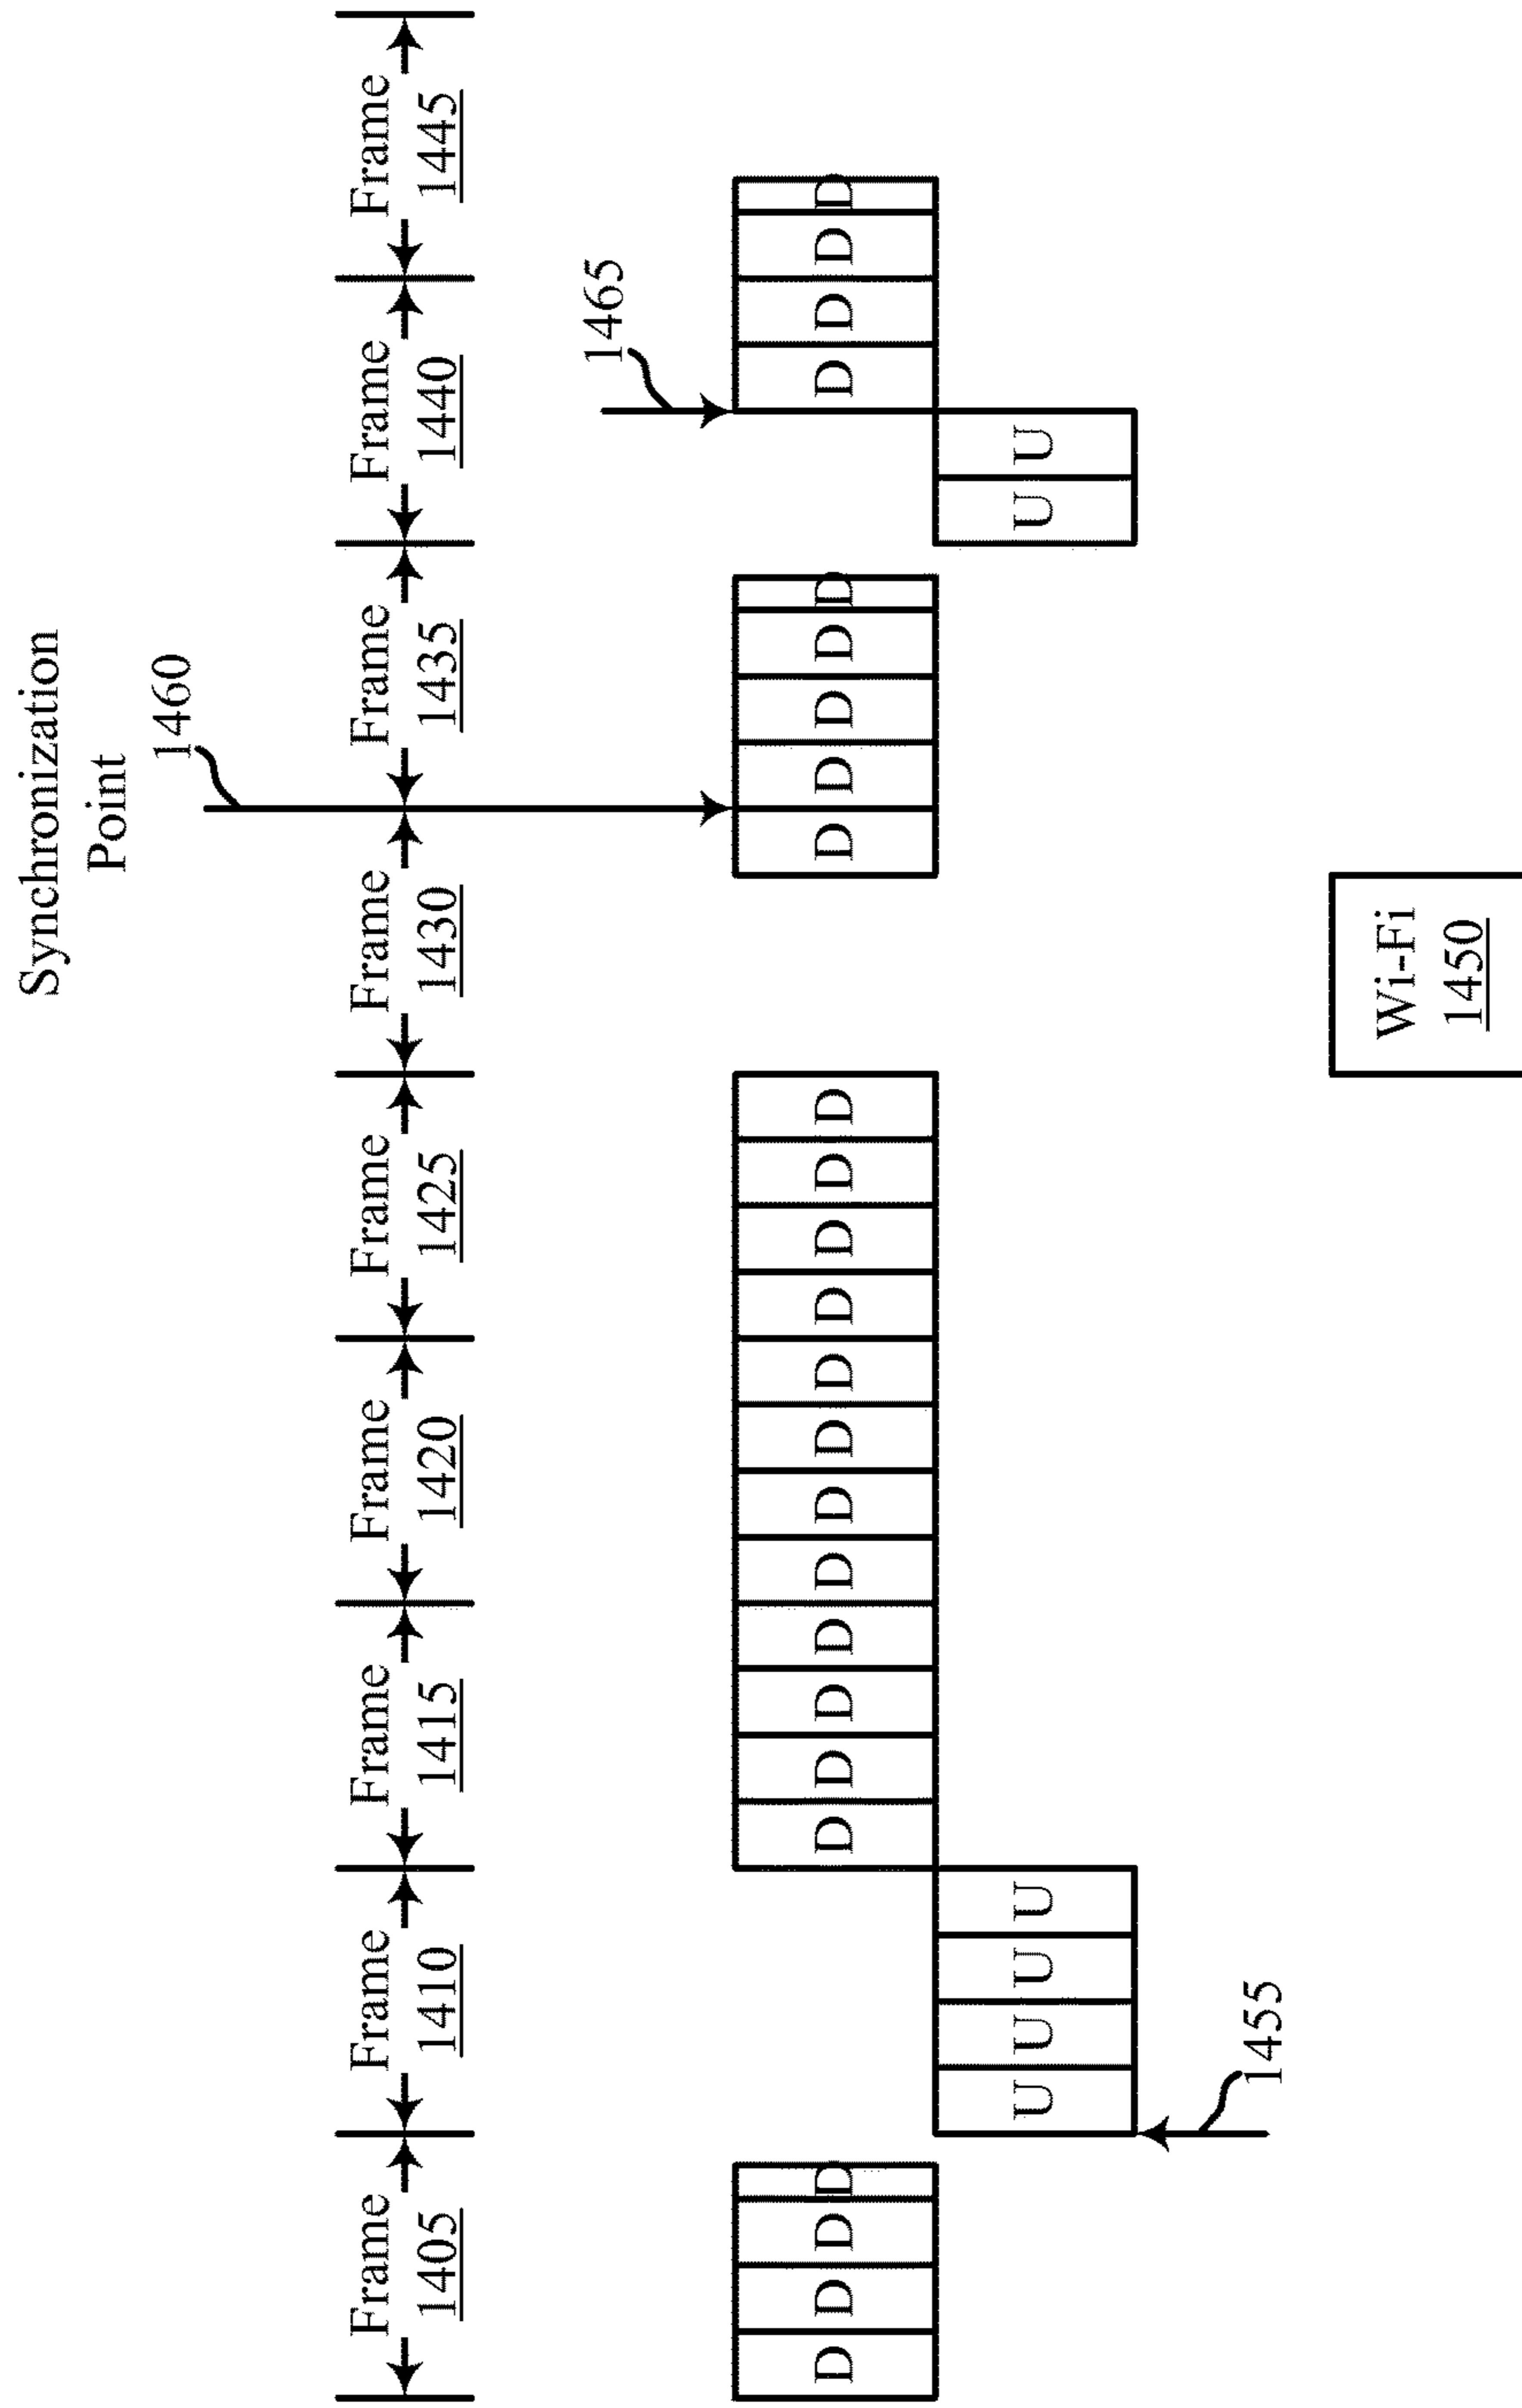 Synchronization
Point
1460
Frame Frame Frame Frame Frame Frame Frame Frame Frame
1405 1410 1415 1420 1425 1430 1435 1440 1445
1465
D D D D D D D D D D D D D D D D D D D D D D D D D
U U U U U U
1455
Wi-Fi
1450